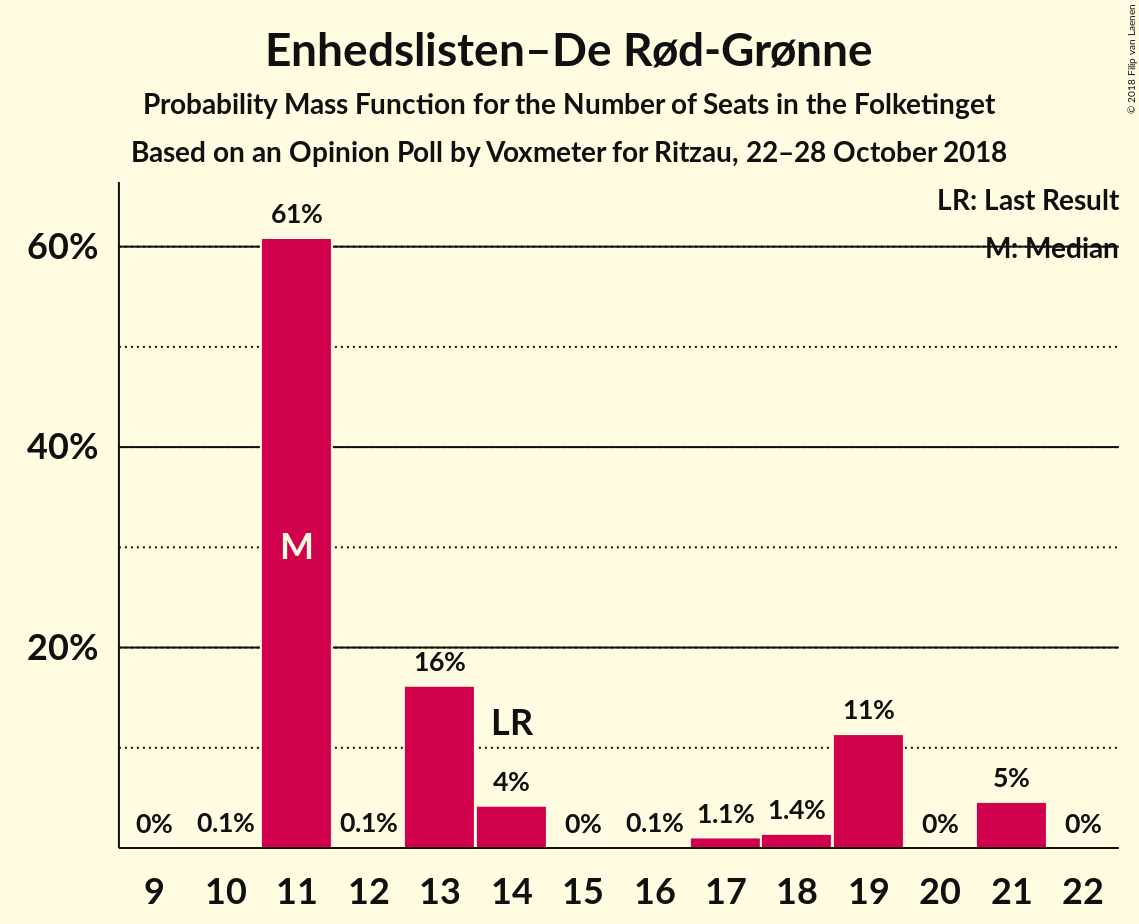 Enhedslisten–De Rød-Grønne
Probability Mass Function for the Number of Seats in the Folketinget
Based on an Opinion Poll by Voxmeter for Ritzau, 22–28 October 2018
© 2018 Filip van Laenen
LR: Last Result
M: Median
60%
40%
20%
0% 0.1% 61% 0.1% 16% 4% 0% 0.1% 1.1% 1.4% 11% 0% 5% 0%
M
LR
9 10 11 12 13 14 15 16 17 18 19 20 21 22